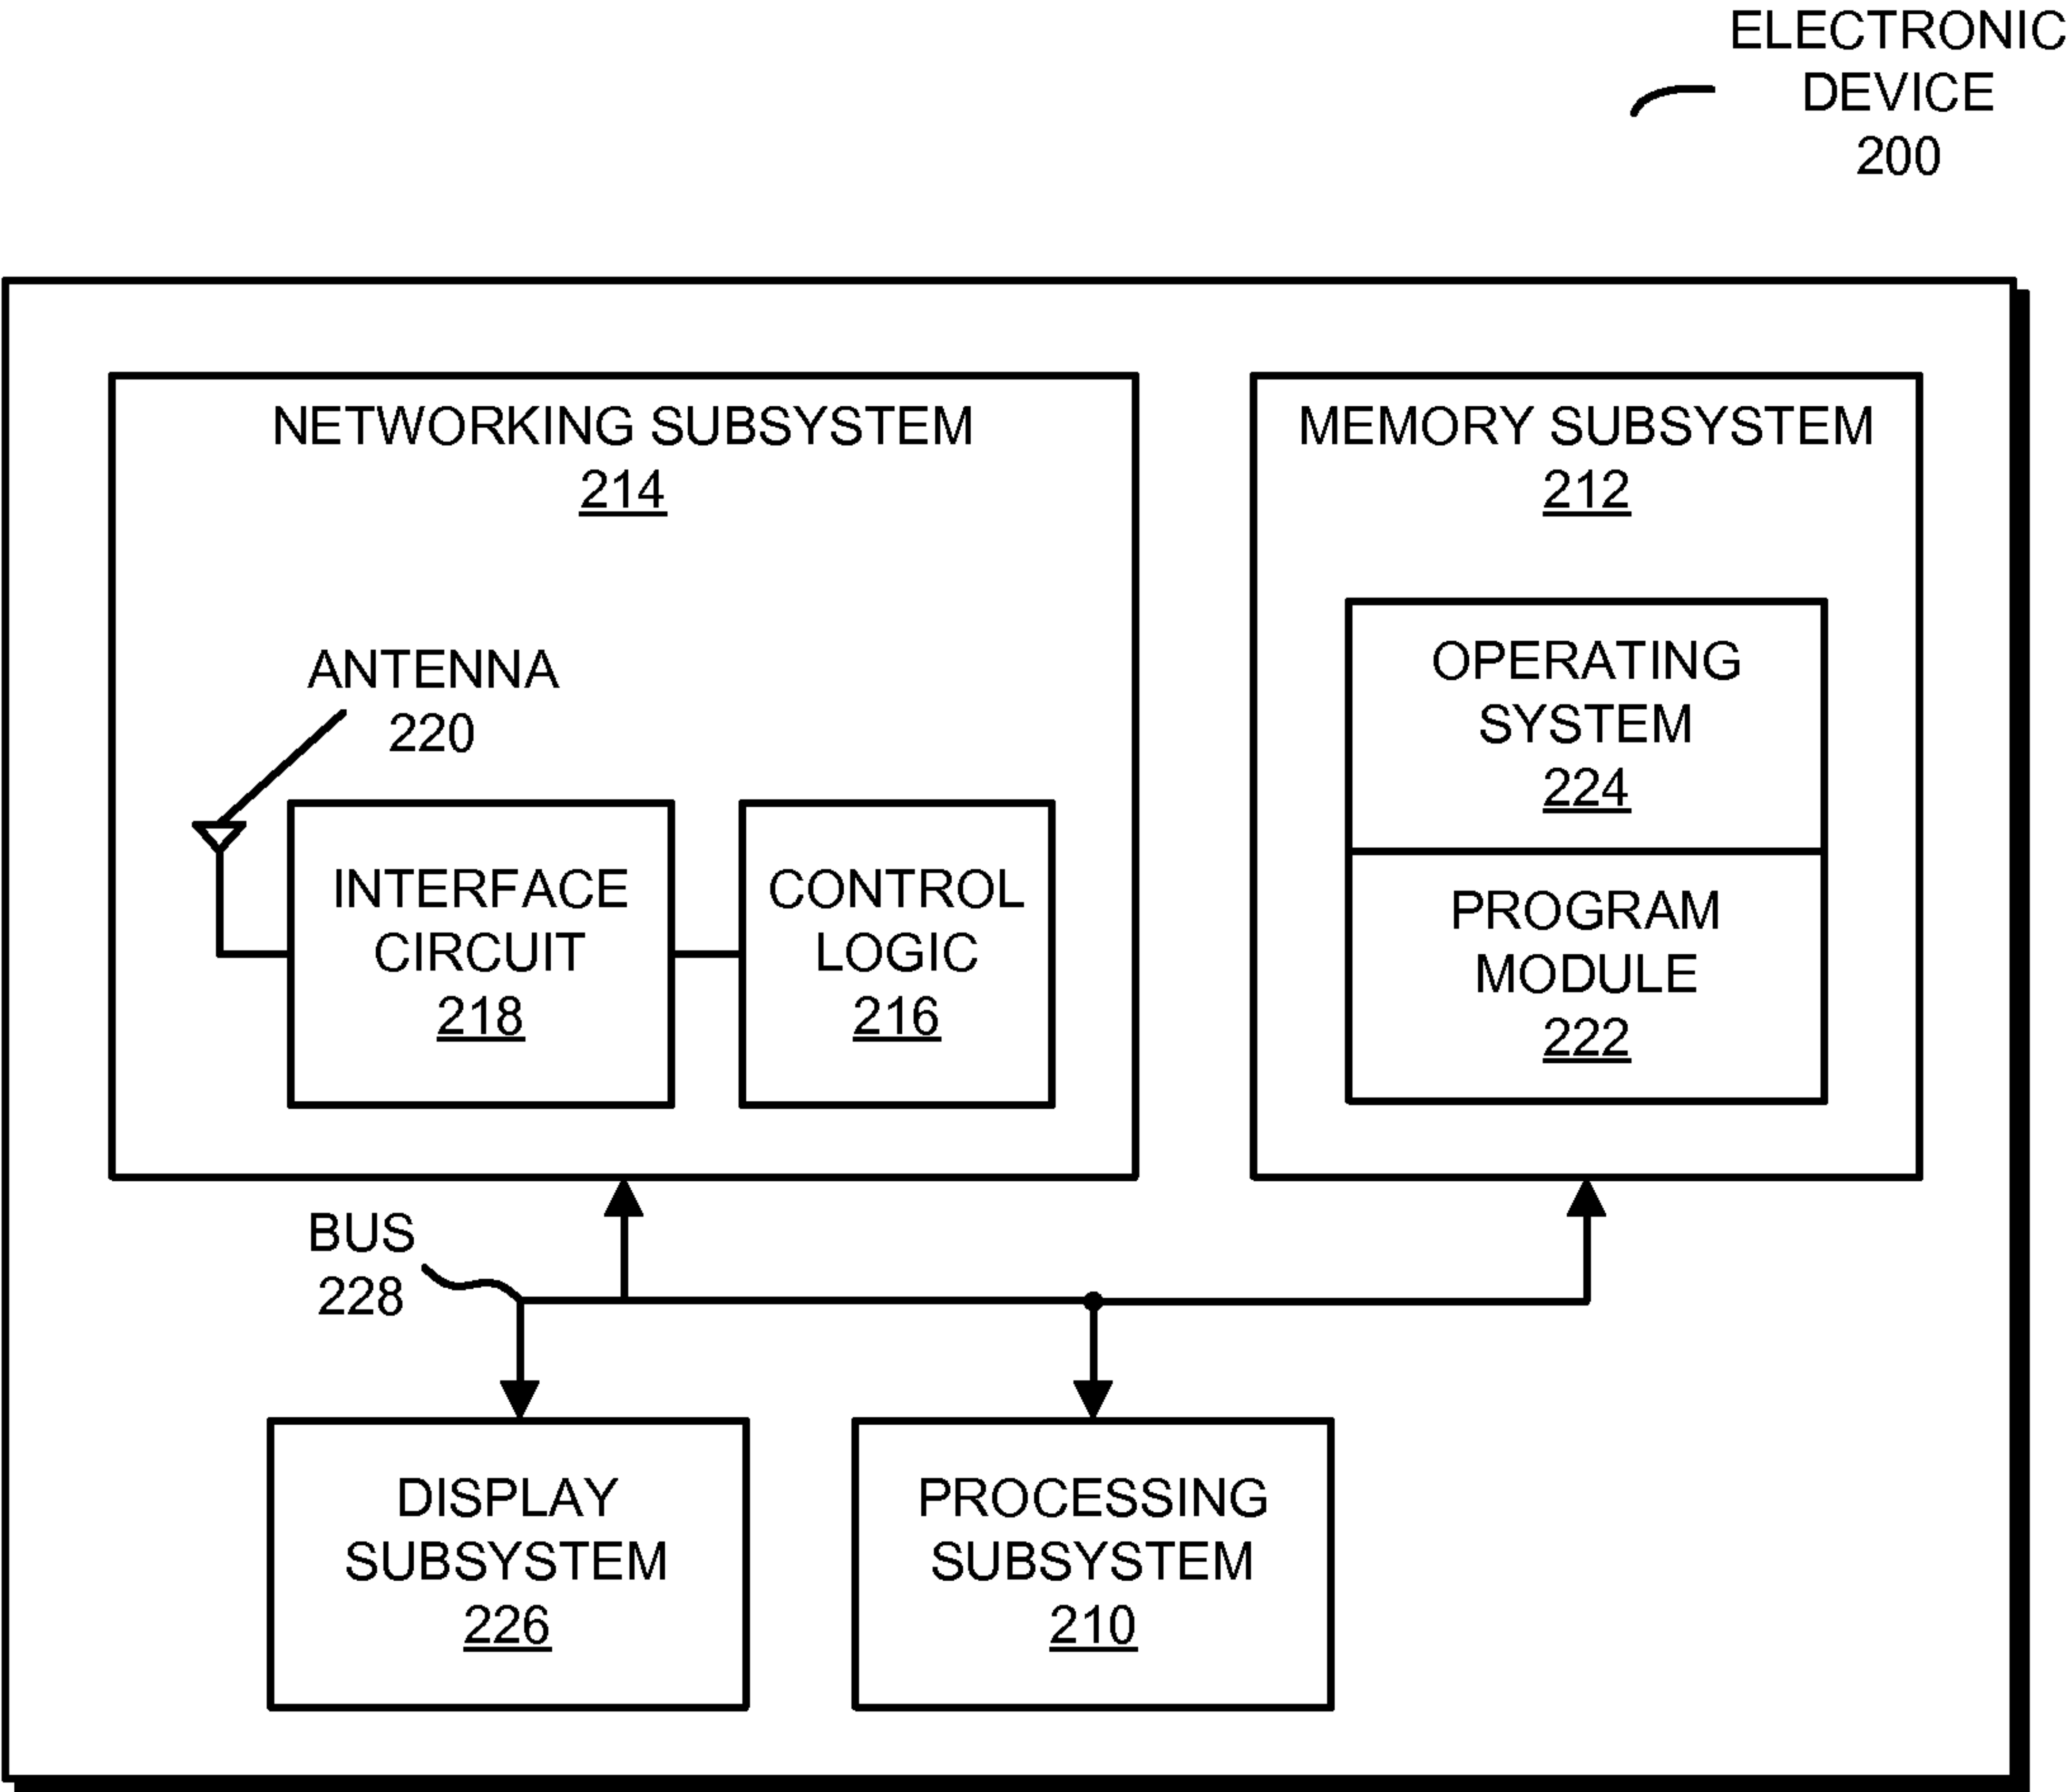 ELECTRONIC
DEVICE
200
NETWORKING SUBSYSTEM
214
ANTENNA
220
INTERFACE
CIRCUIT
218
CONTROL
LOGIC
216
MEMORY SUBSYSTEM
212
OPERATING
SYSTEM
224
PROGRAM
MODULE
222
BUS
228
DISPLAY
SUBSYSTEM
226
PROCESSING
SUBSYSTEM
210